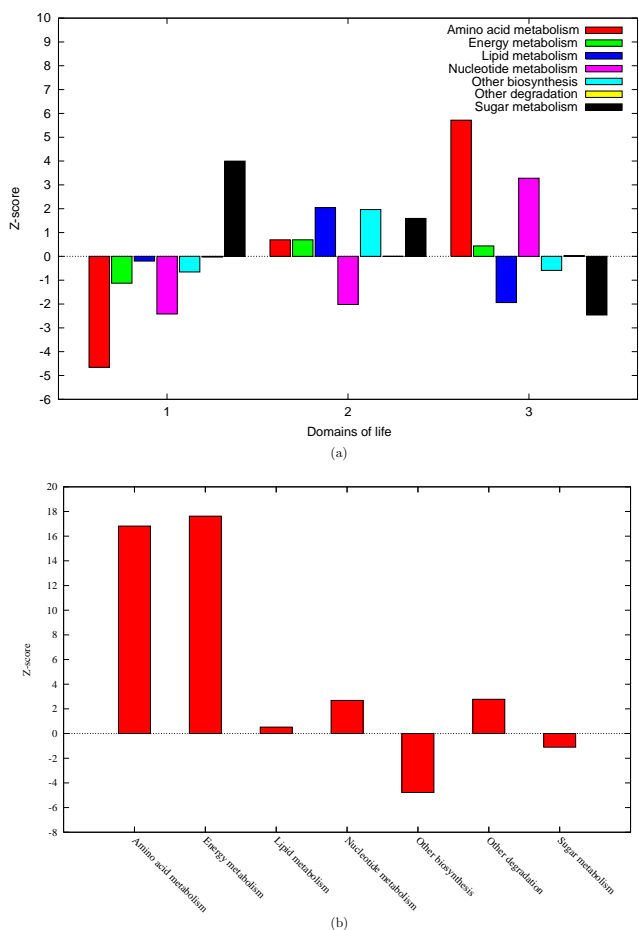 10
9
8
7
6
5
4
3
2
1
0
-1
-2
-3
-4
-5
-6
Z-score
Amino acid metabolism
Energy metabolism
Lipid metabolism
Nucleotide metabolism
Other biosynthesis
Other degradation
Sugar metabolism
1 2 3
Domains of life
(a)
20
18
16
14
12
10
8
6
4
2
0
-2
-4
-6
-8
Z-score
Amino acid metabolism
Energy metabolism
Lipid metabolism
Nucleotide metabolism
Other biosynthesis
Other degradation
Sugar metabolism
(b)